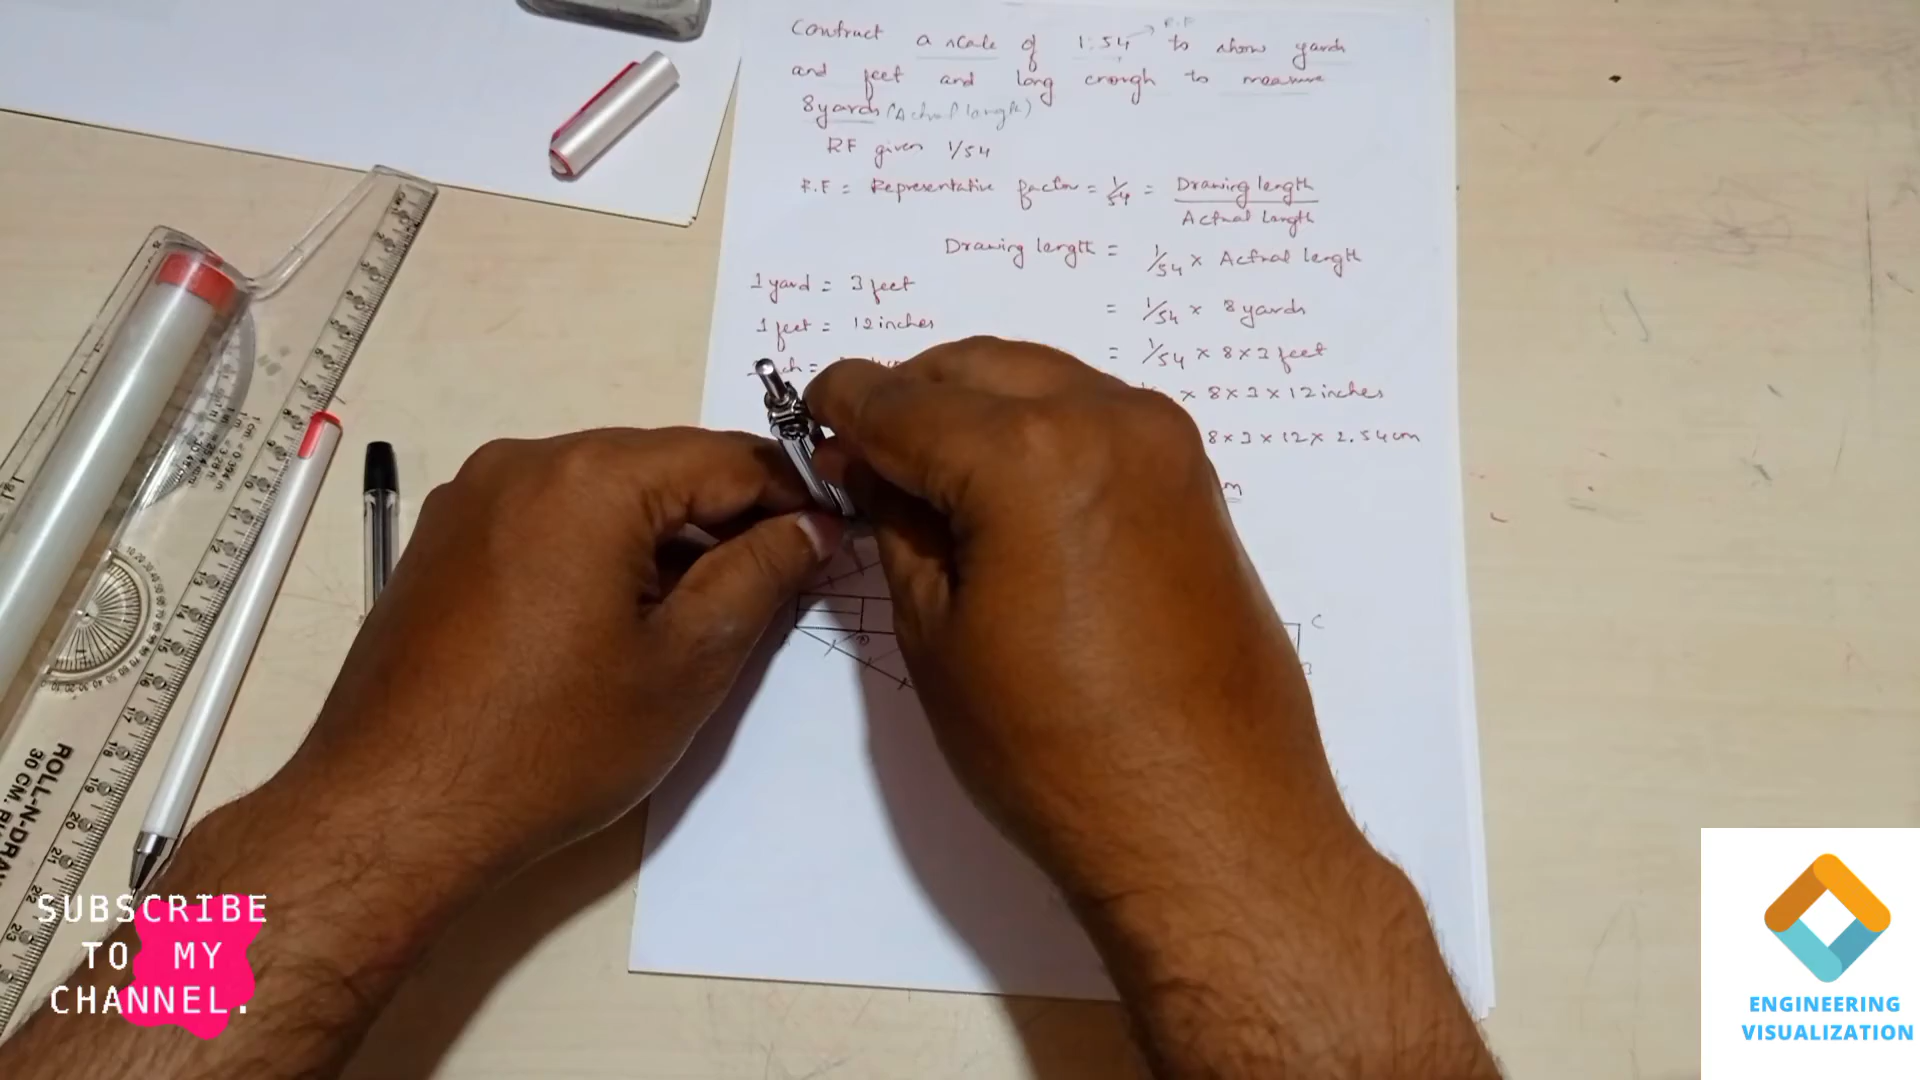 R.F
Construct a scale of 1:54 to show yards
and feet and long enough to measure
8yards (Actual length)
RF given 1/54
R.F = Representative factor = 1/54 = Drawing length
Actual Length
Drawing length = 1/54 × Actual length
1 yard = 3 feet
= 1/54 × 8 yards
1 feet = 12 inches
= 1/54 × 8 × 3 feet
× 8 × 3 × 12 inches
8 × 3 × 12 × 2.54 cm
C
ROLL-N-DRA
30 CM.
SUBSCRIBE
TO MY
CHANNEL.
ENGINEERING
VISUALIZATION